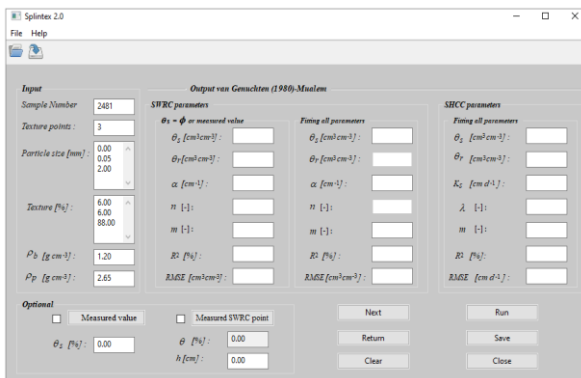 Splintex 2.0
File Help
Input
Sample Number 2481
Texture points : 3
Particle size [mm] : 0.00
0.05
2.00
Texture [%] : 6.00
6.00
88.00
ρb [g cm⁻³] : 1.20
ρp [g cm⁻³] : 2.65
Output van Genuchten (1980)-Mualem
SWRC parameters
θs = ϕ or measured value
θs [cm³cm⁻³] :
θr [cm³cm⁻³] :
α [cm⁻¹] :
n [-] :
m [-] :
R² [%] :
RMSE [cm³cm⁻³] :
Fitting all parameters
θs [cm³cm⁻³] :
θr [cm³cm⁻³] :
α [cm⁻¹] :
n [-] :
m [-] :
R² [%] :
RMSE [cm³cm⁻³] :
SHCC parameters
Fitting all parameters
θs [cm³cm⁻³] :
θr [cm³cm⁻³] :
Ks [cm d⁻¹] :
λ [-] :
m [-] :
R² [%] :
RMSE [cm d⁻¹] :
Optional
Measured value
θs [%] : 0.00
Measured SWRC point
θ [%] : 0.00
h [cm] : 0.00
Next
Run
Return
Save
Clear
Close